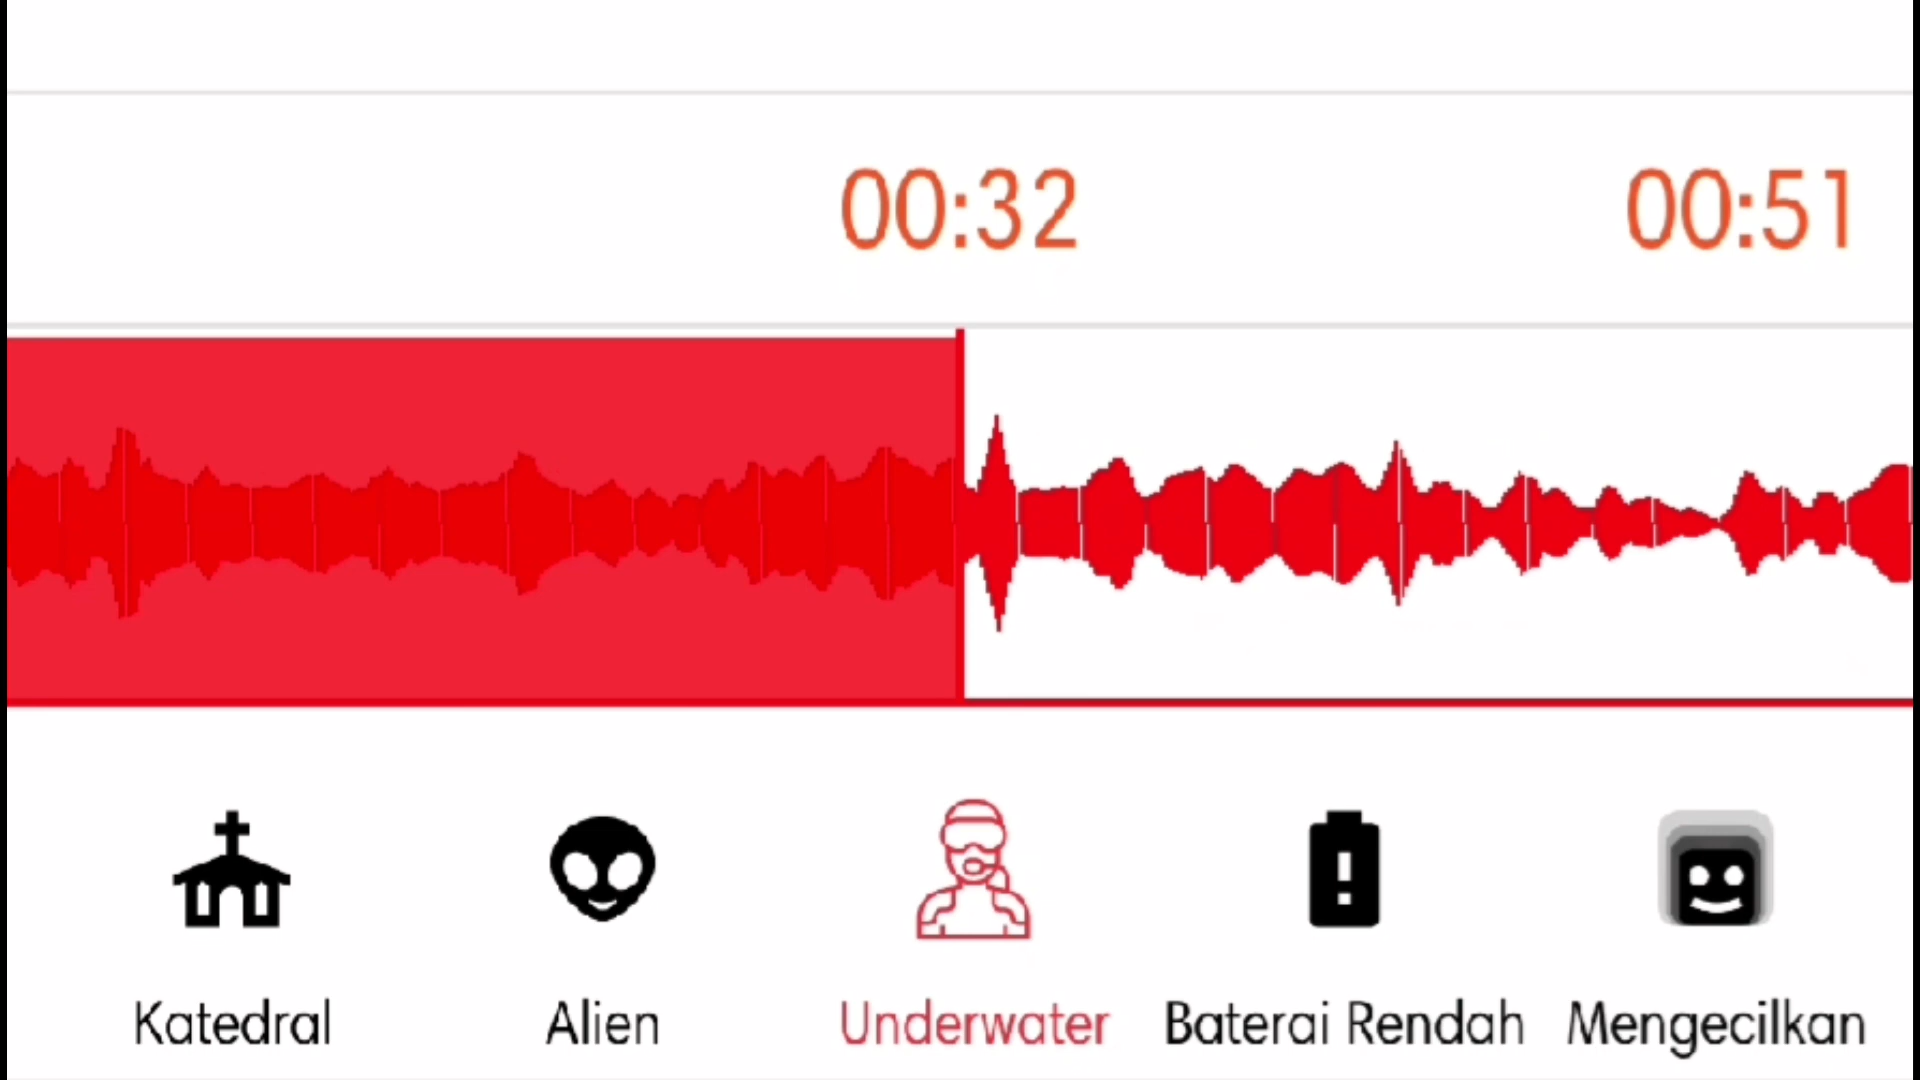 00:32
00:51
Katedral
Alien
Underwater
Baterai Rendah
Mengecilkan